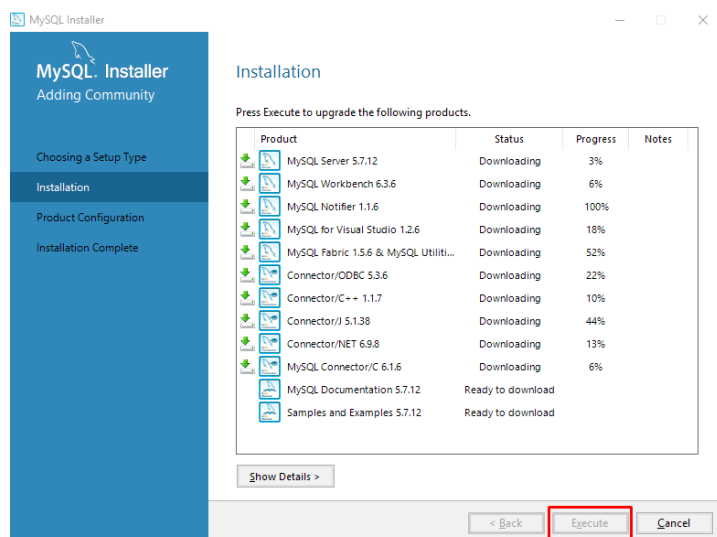 MySQL Installer
MySQL. Installer
Adding Community
Choosing a Setup Type
Installation
Product Configuration
Installation Complete
Installation
Press Execute to upgrade the following products.
Product Status Progress Notes
MySQL Server 5.7.12 Downloading 3%
MySQL Workbench 6.3.6 Downloading 6%
MySQL Notifier 1.1.6 Downloading 100%
MySQL for Visual Studio 1.2.6 Downloading 18%
MySQL Fabric 1.5.6 & MySQL Utiliti... Downloading 52%
Connector/ODBC 5.3.6 Downloading 22%
Connector/C++ 1.1.7 Downloading 10%
Connector/J 5.1.38 Downloading 44%
Connector/NET 6.9.8 Downloading 13%
MySQL Connector/C 6.1.6 Downloading 6%
MySQL Documentation 5.7.12 Ready to download
Samples and Examples 5.7.12 Ready to download
Show Details >
< Back Execute Cancel